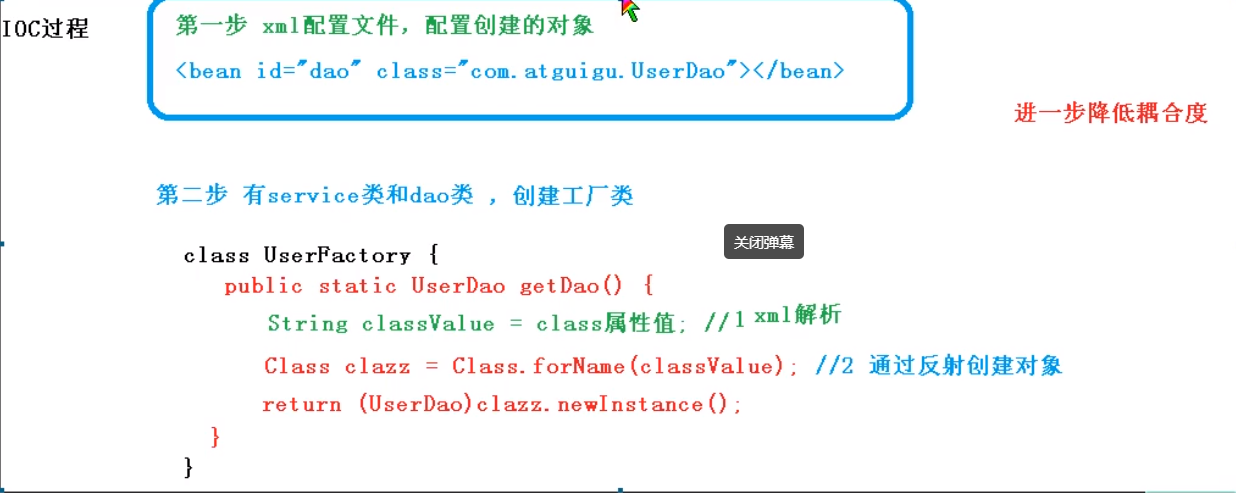 IOC过程
第一步 xml配置文件，配置创建的对象
<bean id="dao" class="com.atguigu.UserDao"></bean>
进一步降低耦合度
第二步 有service类和dao类 ，创建工厂类
关闭弹幕
class UserFactory {
public static UserDao getDao() {
String classValue = class属性值; //1 xml解析
Class clazz = Class.forName(classValue); //2 通过反射创建对象
return (UserDao)clazz.newInstance();
}
}